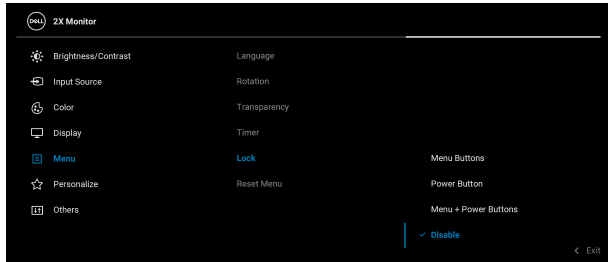 DELL 2X Monitor
Brightness/Contrast Language
Input Source Rotation
Color Transparency
Display Timer
Menu Lock Menu Buttons
Personalize Reset Menu Power Button
Others Menu + Power Buttons
Disable
Exit